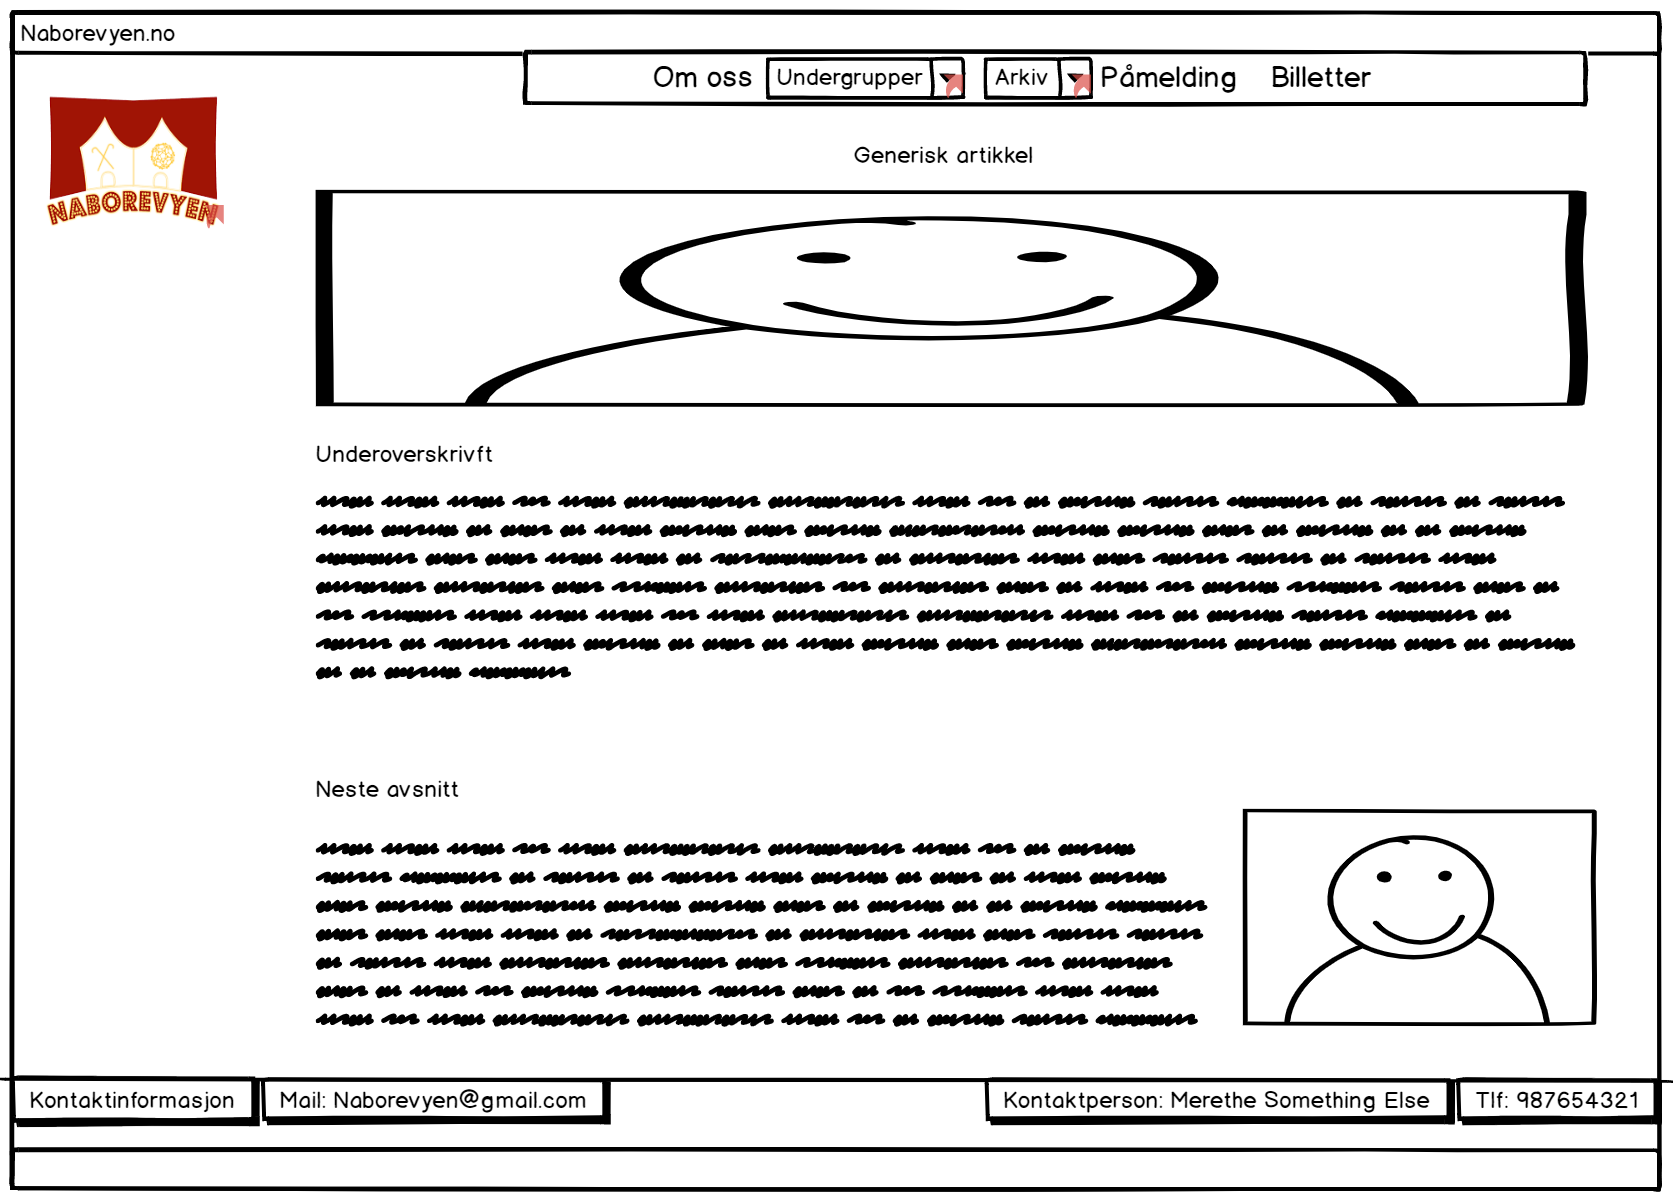 Naborevyen.no
Om oss Undergrupper Arkiv Påmelding Billetter
NABOREVYEN
Generisk artikkel
Underoverskrivft
Neste avsnitt
Kontaktinformasjon Mail: Naborevyen@gmail.com Kontaktperson: Merethe Something Else Tlf: 987654321